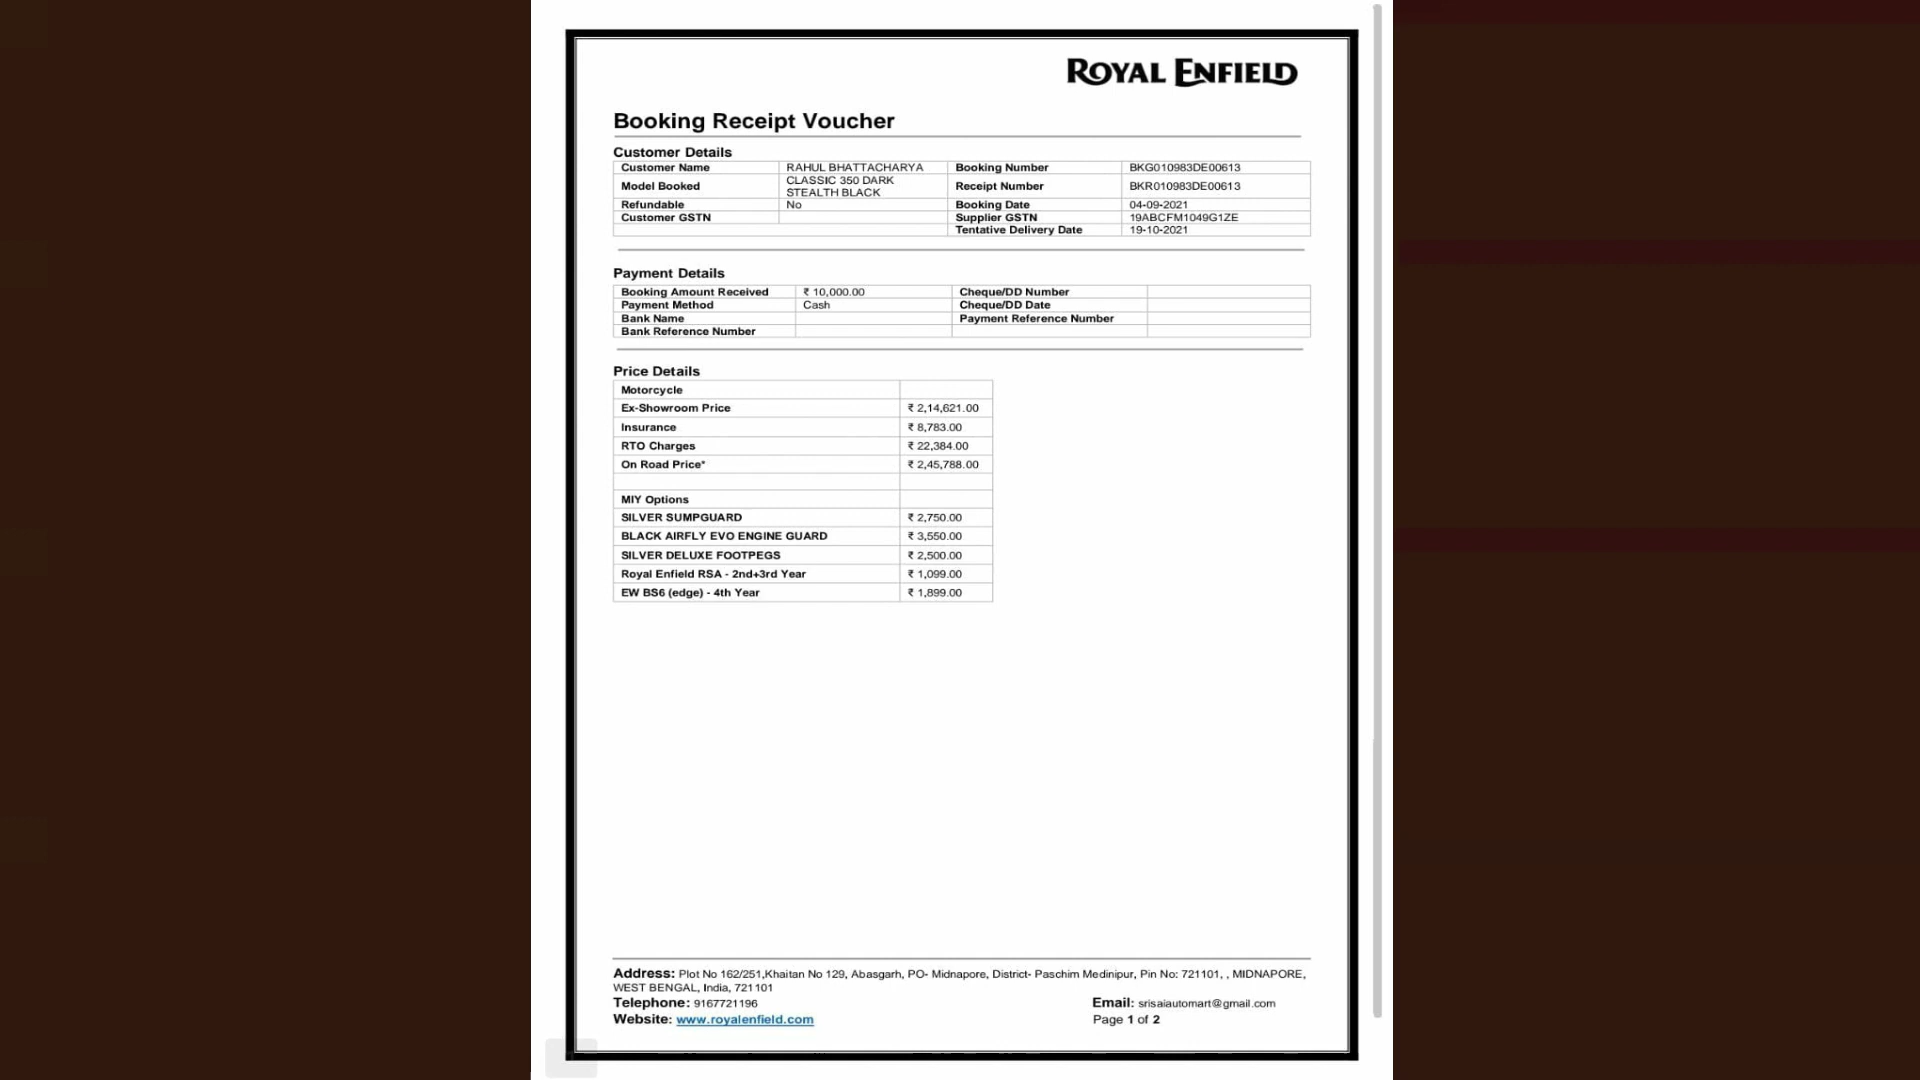 ROYAL ENFIELD
Booking Receipt Voucher
Customer Details
Customer Name RAHUL BHATTACHARYA Booking Number BKG010983DE00613
Model Booked CLASSIC 350 DARK STEALTH BLACK Receipt Number BKR010983DE00613
Refundable No Booking Date 04-09-2021
Customer GSTN Supplier GSTN 19ABCFM1049G1ZE
Tentative Delivery Date 19-10-2021
Payment Details
Booking Amount Received ₹ 10,000.00 Cheque/DD Number
Payment Method Cash Cheque/DD Date
Bank Name Payment Reference Number
Bank Reference Number
Price Details
Motorcycle
Ex-Showroom Price ₹ 2,14,621.00
Insurance ₹ 8,783.00
RTO Charges ₹ 22,384.00
On Road Price* ₹ 2,45,788.00
MIY Options
SILVER SUMPGUARD ₹ 2,750.00
BLACK AIRFLY EVO ENGINE GUARD ₹ 3,550.00
SILVER DELUXE FOOTPEGS ₹ 2,500.00
Royal Enfield RSA - 2nd+3rd Year ₹ 1,099.00
EW BS6 (edge) - 4th Year ₹ 1,899.00
Address: Plot No 162/251,Khaitan No 129, Abasgarh, PO- Midnapore, District- Paschim Medinipur, Pin No: 721101, , MIDNAPORE,
WEST BENGAL, India, 721101
Telephone: 9167721196 Email: srisaiautomart@gmail.com
Website: www.royalenfield.com Page 1 of 2